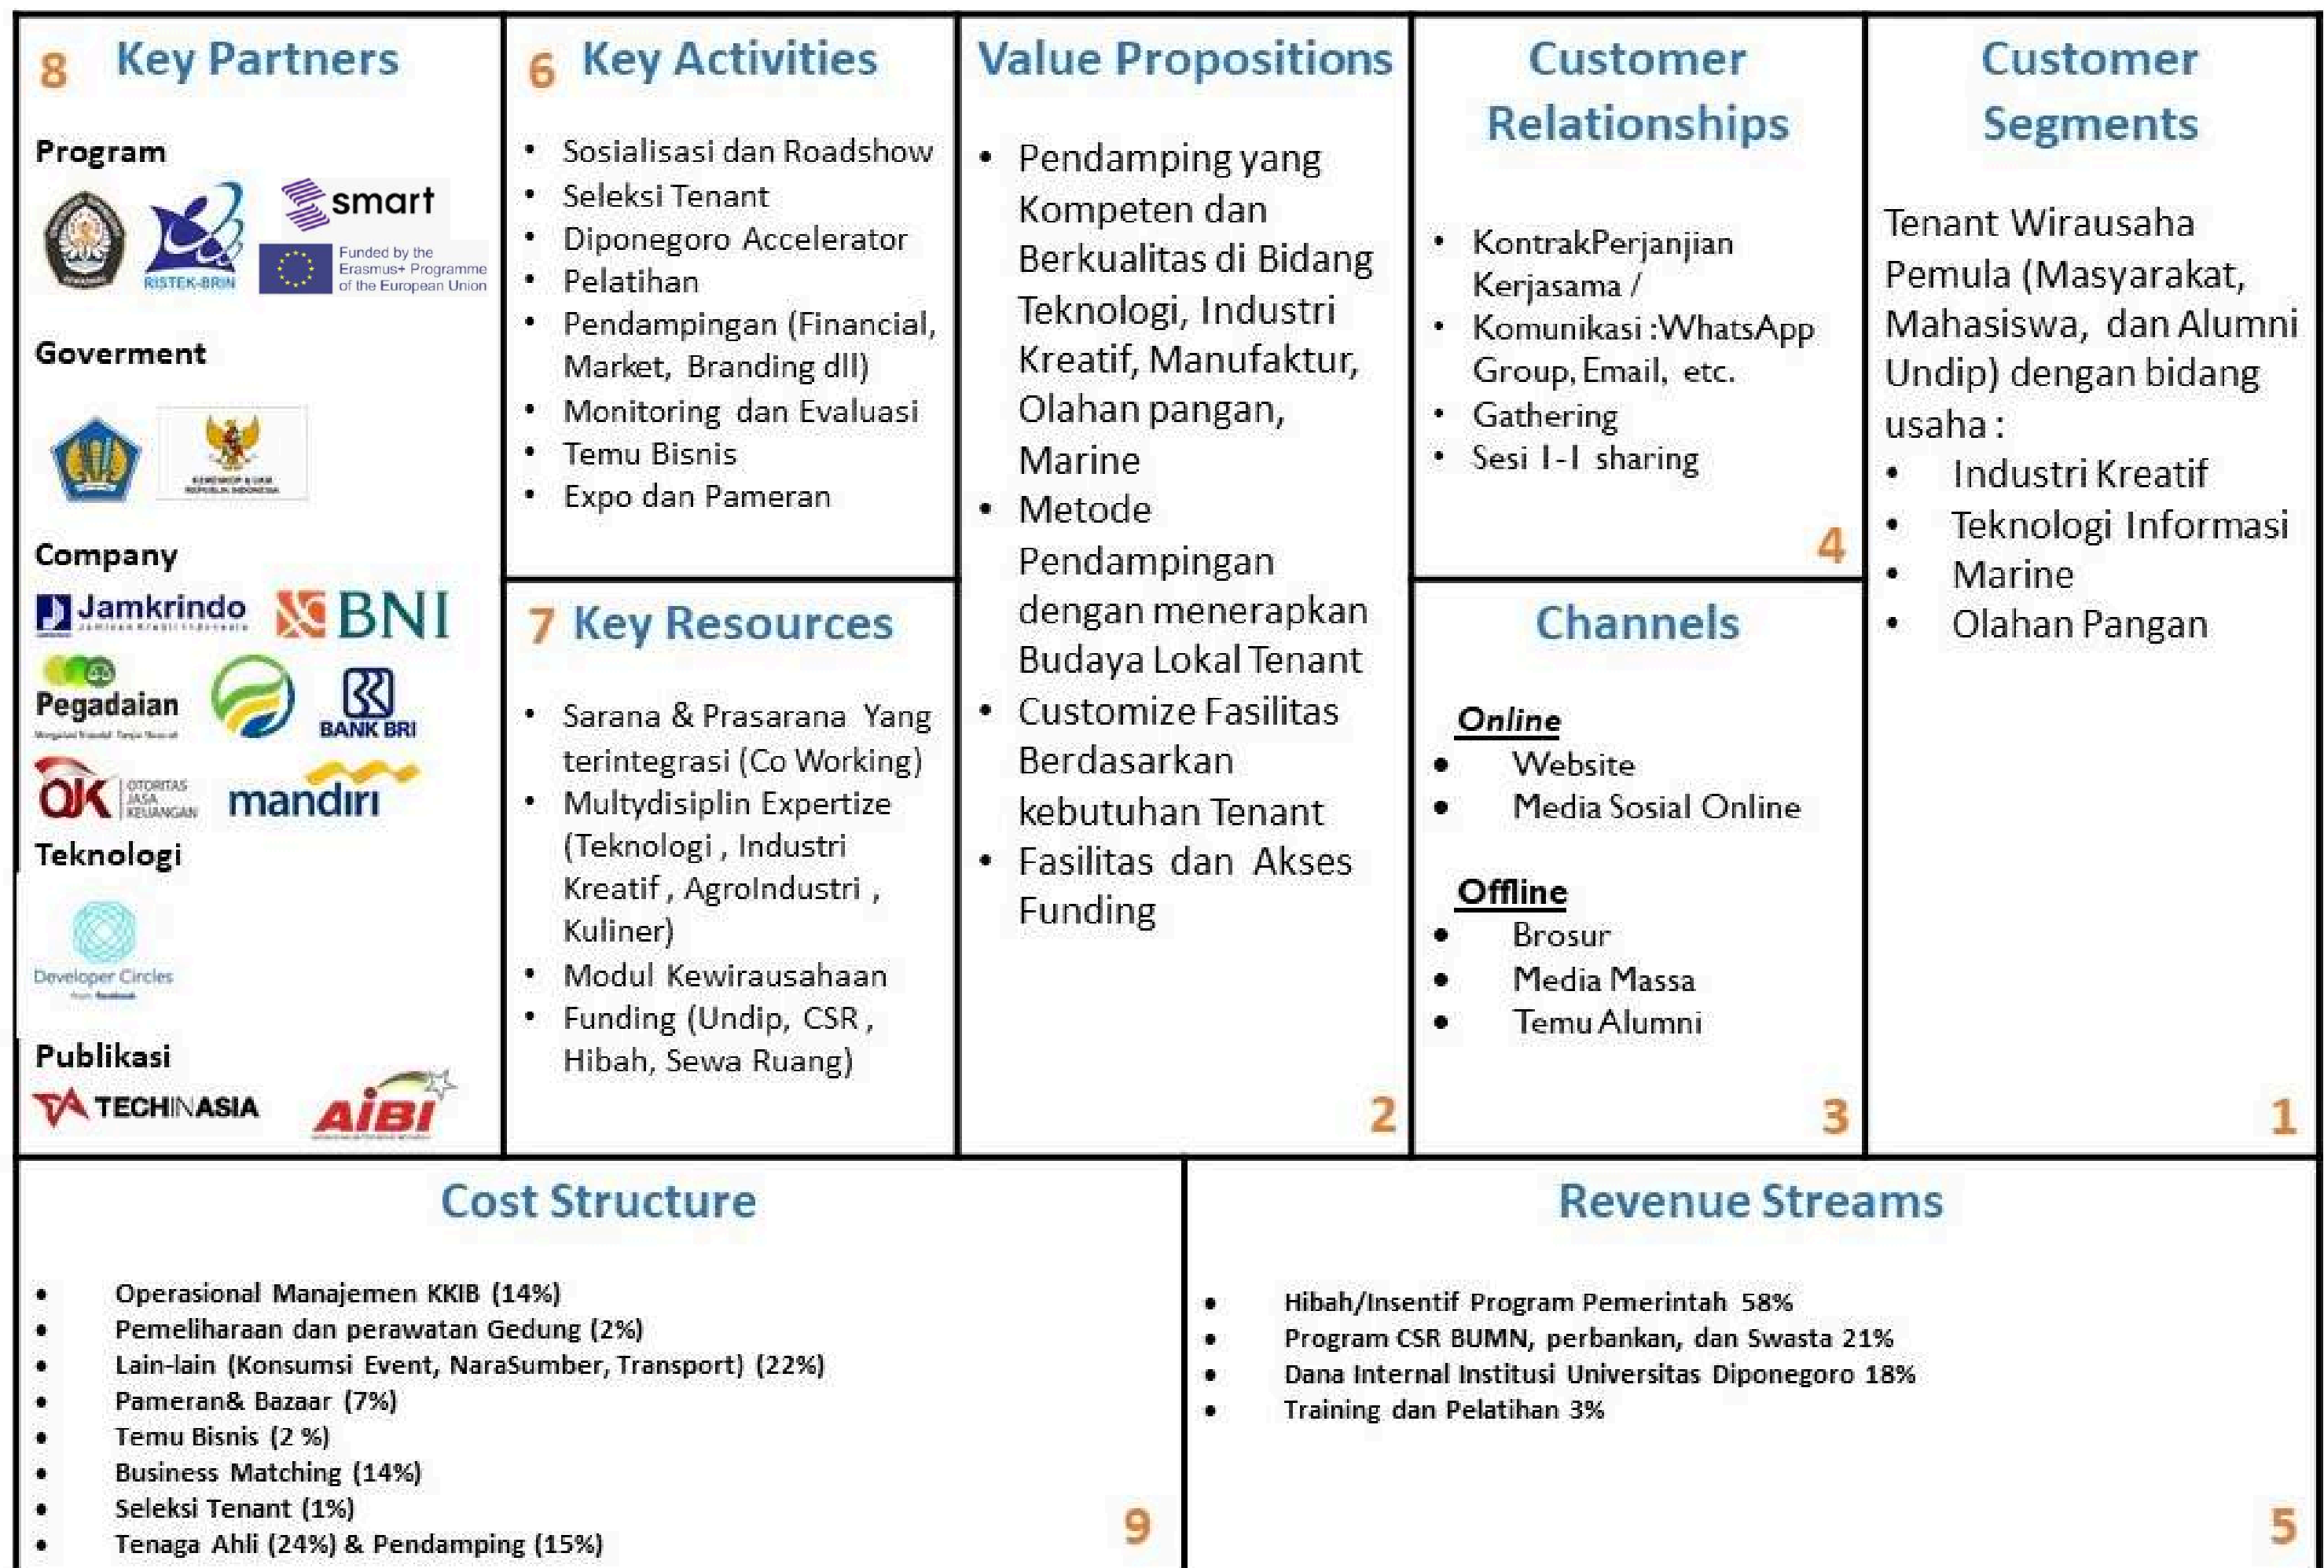 8 Key Partners
Program
RISTEK-BRIN
smart
Funded by the
Erasmus+ Programme
of the European Union
Goverment
KEMENKOP & UKM
REPUBLIK INDONESIA
Company
Jamkrindo
BNI
Pegadaian
BANK BRI
OJK OTORITAS
JASA
KEUANGAN
mandiri
Teknologi
Developer Circles
from facebook
Publikasi
TECHINASIA
AiBI
6 Key Activities
• Sosialisasi dan Roadshow
• Seleksi Tenant
• Diponegoro Accelerator
• Pelatihan
• Pendampingan (Financial,
Market, Branding dll)
• Monitoring dan Evaluasi
• Temu Bisnis
• Expo dan Pameran
7 Key Resources
• Sarana & Prasarana Yang
terintegrasi (Co Working)
• Multydisiplin Expertize
(Teknologi , Industri
Kreatif , AgroIndustri ,
Kuliner)
• Modul Kewirausahaan
• Funding (Undip, CSR ,
Hibah, Sewa Ruang)
Value Propositions
• Pendamping yang
Kompeten dan
Berkualitas di Bidang
Teknologi, Industri
Kreatif, Manufaktur,
Olahan pangan,
Marine
• Metode
Pendampingan
dengan menerapkan
Budaya Lokal Tenant
• Customize Fasilitas
Berdasarkan
kebutuhan Tenant
• Fasilitas dan Akses
Funding
2
Customer
Relationships
• KontrakPerjanjian
Kerjasama /
• Komunikasi :WhatsApp
Group, Email, etc.
• Gathering
• Sesi 1-1 sharing
4
Channels
Online
• Website
• Media Sosial Online
Offline
• Brosur
• Media Massa
• Temu Alumni
3
Customer
Segments
Tenant Wirausaha
Pemula (Masyarakat,
Mahasiswa, dan Alumni
Undip) dengan bidang
usaha :
• Industri Kreatif
• Teknologi Informasi
• Marine
• Olahan Pangan
1
Cost Structure
• Operasional Manajemen KKIB (14%)
• Pemeliharaan dan perawatan Gedung (2%)
• Lain-lain (Konsumsi Event, NaraSumber, Transport) (22%)
• Pameran& Bazaar (7%)
• Temu Bisnis (2 %)
• Business Matching (14%)
• Seleksi Tenant (1%)
• Tenaga Ahli (24%) & Pendamping (15%)
9
Revenue Streams
• Hibah/Insentif Program Pemerintah 58%
• Program CSR BUMN, perbankan, dan Swasta 21%
• Dana Internal Institusi Universitas Diponegoro 18%
• Training dan Pelatihan 3%
5